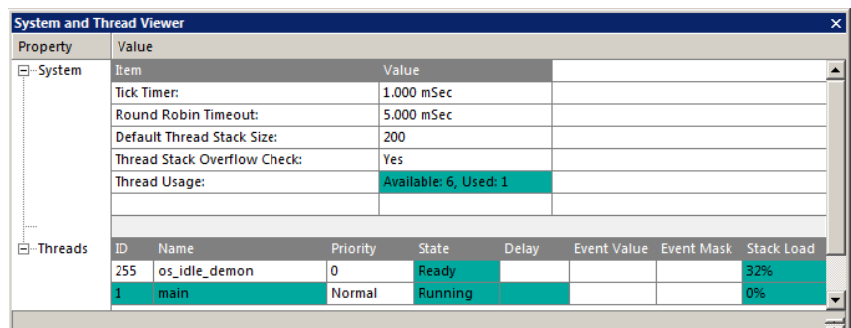 System and Thread Viewer
Property Value
System Item Value
Tick Timer: 1.000 mSec
Round Robin Timeout: 5.000 mSec
Default Thread Stack Size: 200
Thread Stack Overflow Check: Yes
Thread Usage: Available: 6, Used: 1
Threads ID Name Priority State Delay Event Value Event Mask Stack Load
255 os_idle_demon 0 Ready 32%
1 main Normal Running 0%